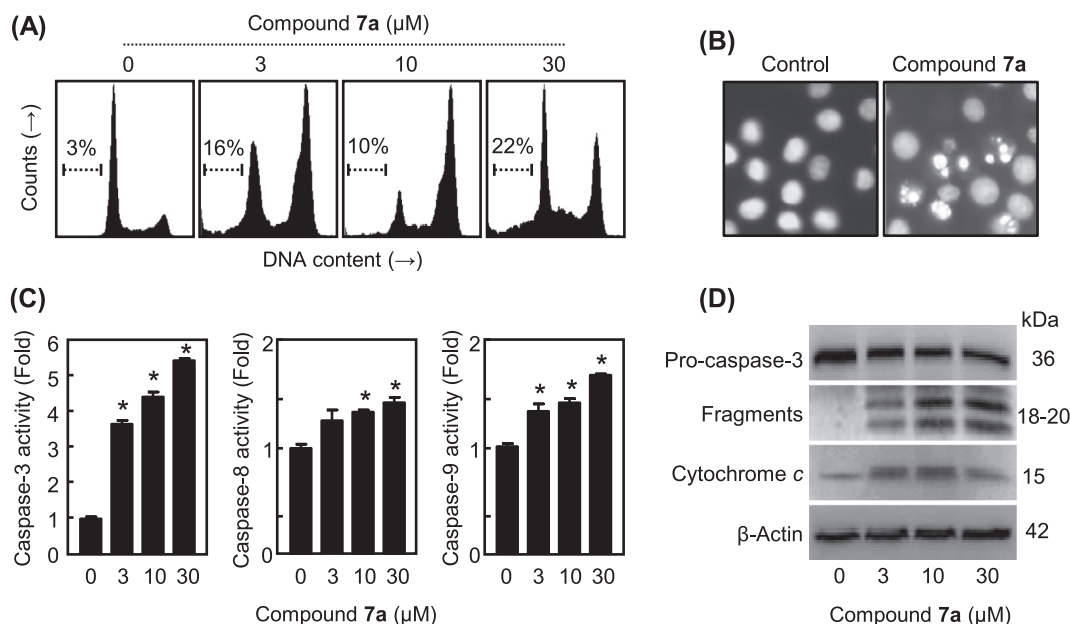 (A)
Compound 7a (μM)
0 3 10 30
3% 16% 10% 22%
Counts (→)
DNA content (→)
(B)
Control Compound 7a
(C)
Caspase-3 activity (Fold)
6
5
4
3
2
1
0
* * *
0 3 10 30
Caspase-8 activity (Fold)
2
1
0
* *
0 3 10 30
Caspase-9 activity (Fold)
2
1
0
* * *
0 3 10 30
Compound 7a (μM)
(D)
kDa
Pro-caspase-3 36
Fragments 18-20
Cytochrome c 15
β-Actin 42
0 3 10 30
Compound 7a (μM)